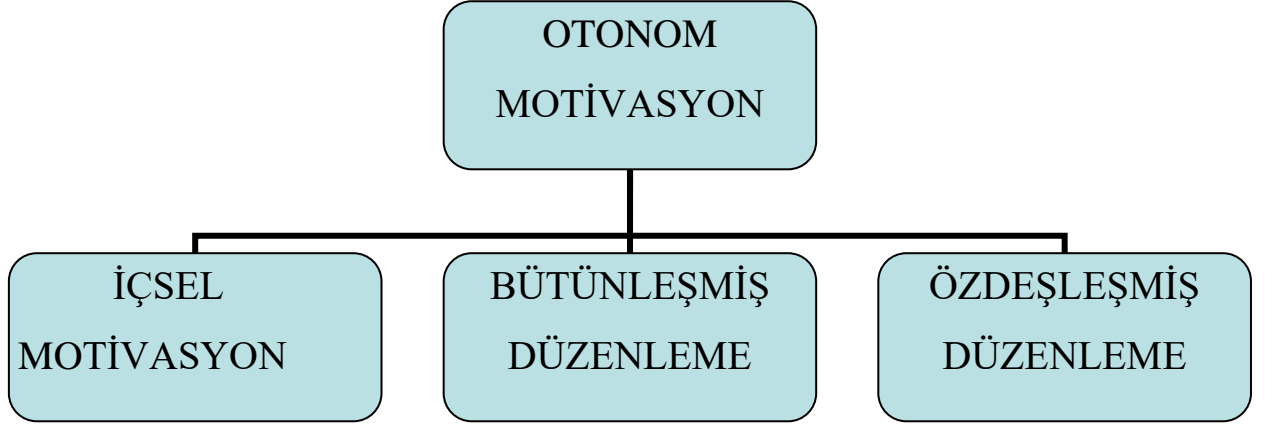 OTONOM
MOTİVASYON
İÇSEL
MOTİVASYON
BÜTÜNLEŞMİŞ
DÜZENLEME
ÖZDEŞLEŞMİŞ
DÜZENLEME